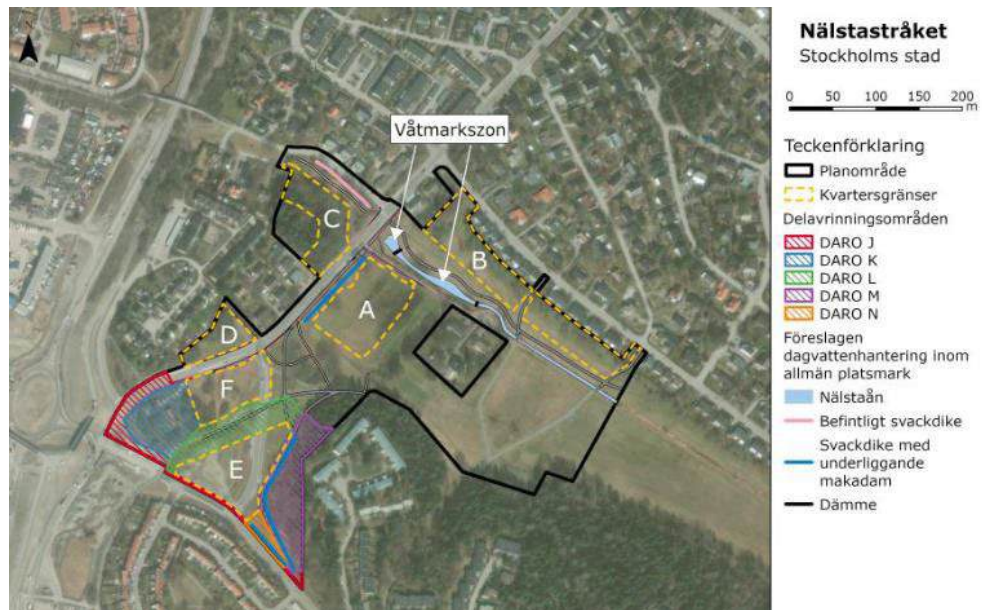 Nälstastråket
Stockholms stad
0 50 100 150 200
m
Teckenförklaring
Planområde
Kvartersgränser
Delavrinningsområden
DARO J
DARO K
DARO L
DARO M
DARO N
Föreslagen
dagvattenhantering inom
allmän platsmark
Nälstaån
Befintligt svackdike
Svackdike med
underliggande
makadam
Dämme
Våtmarkszon
C
B
A
D
F
E